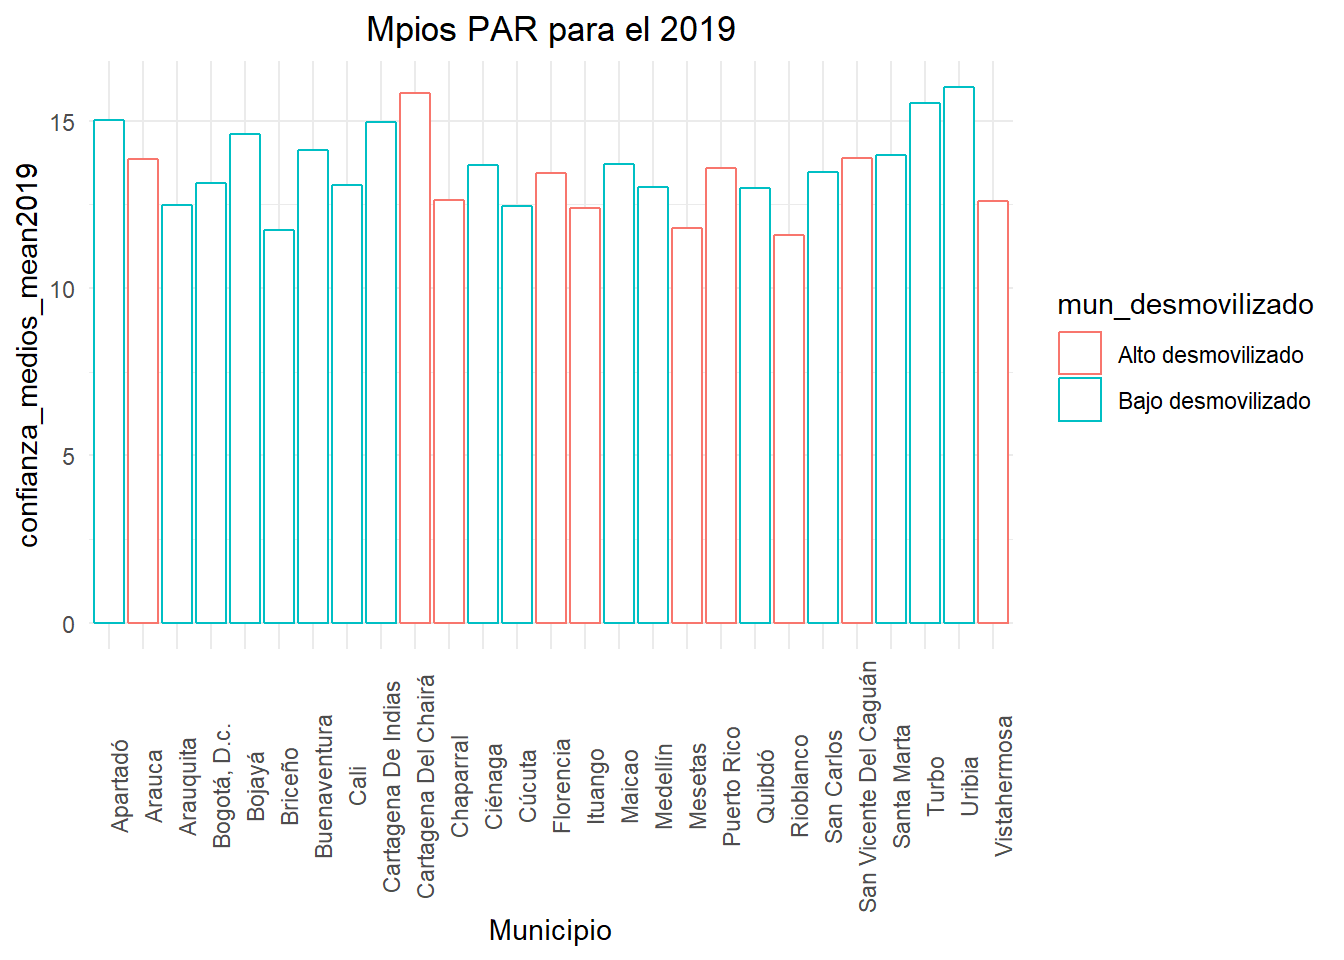 Mpios PAR para el 2019
confianza_medios_mean2019
15
10
5
0
Apartadó
Arauca
Arauquita
Bogotá, D.c.
Bojayá
Briceño
Buenaventura
Cali
Cartagena De Indias
Cartagena Del Chairá
Chaparral
Ciénaga
Cúcuta
Florencia
Ituango
Maicao
Medellín
Mesetas
Puerto Rico
Quibdó
Rioblanco
San Carlos
San Vicente Del Caguán
Santa Marta
Turbo
Uribia
Vistahermosa
Municipio
mun_desmovilizado
Alto desmovilizado
Bajo desmovilizado